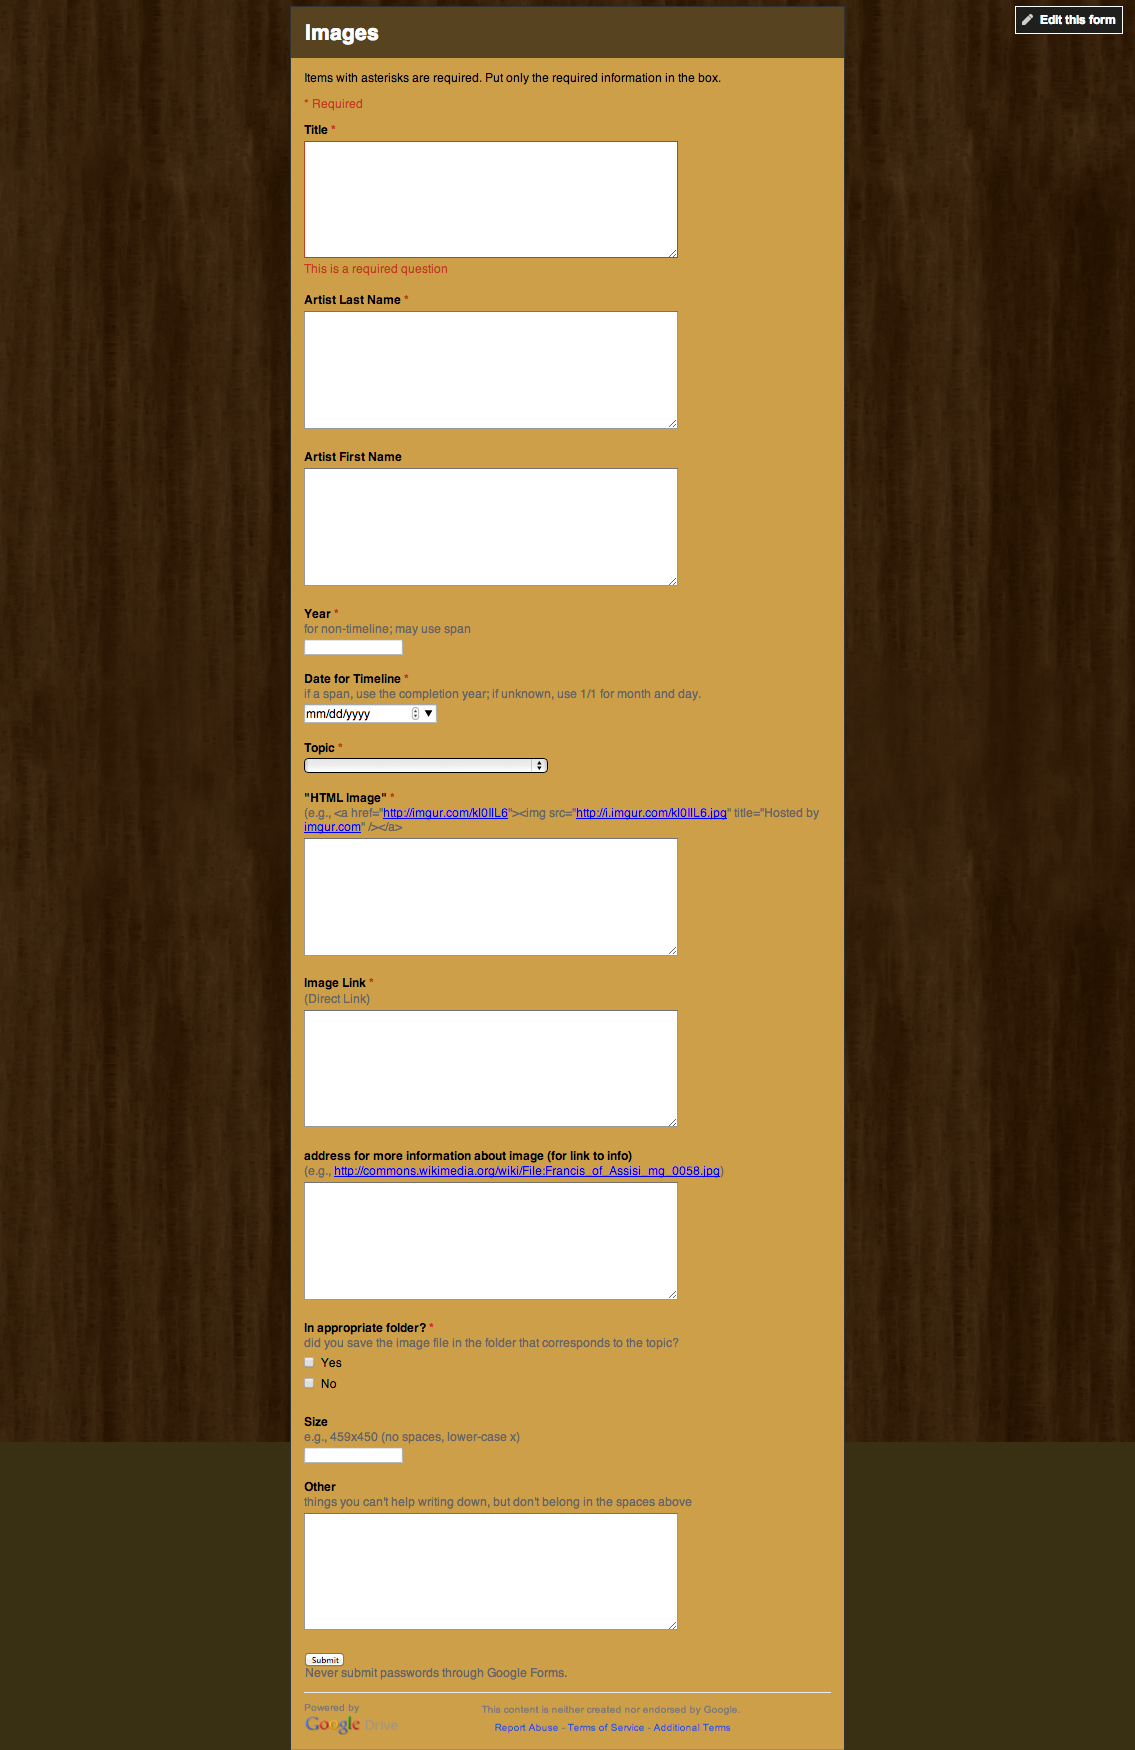 Images
Edit this form
Items with asterisks are required. Put only the required information in the box.
* Required
Title *
This is a required question
Artist Last Name *
Artist First Name
Year *
for non-timeline; may use span
Date for Timeline *
if a span, use the completion year; if unknown, use 1/1 for month and day.
mm/dd/yyyy
Topic *
"HTML Image" *
(e.g., <a href="http://imgur.com/kI0IlL6"><img src="http://i.imgur.com/kI0IlL6.jpg" title="Hosted by
imgur.com" /></a>
Image Link *
(Direct Link)
address for more information about image (for link to info)
(e.g., http://commons.wikimedia.org/wiki/File:Francis_of_Assisi_mg_0058.jpg)
In appropriate folder? *
did you save the image file in the folder that corresponds to the topic?
Yes
No
Size
e.g., 459x450 (no spaces, lower-case x)
Other
things you can't help writing down, but don't belong in the spaces above
Submit
Never submit passwords through Google Forms.
Powered by
Google Drive
This content is neither created nor endorsed by Google.
Report Abuse - Terms of Service - Additional Terms